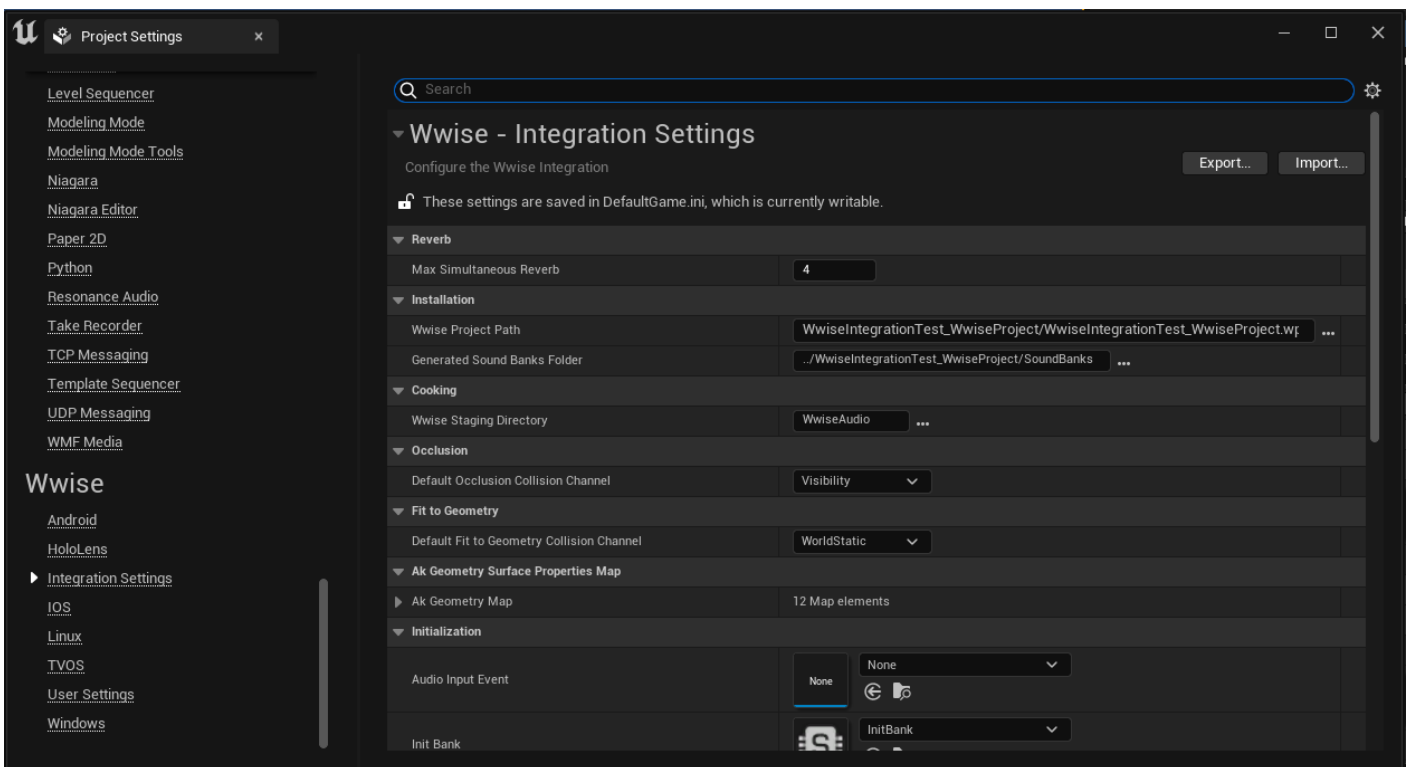 Project Settings
Level Sequencer
Modeling Mode
Modeling Mode Tools
Niagara
Niagara Editor
Paper 2D
Python
Resonance Audio
Take Recorder
TCP Messaging
Template Sequencer
UDP Messaging
WMF Media
Wwise
Android
HoloLens
Integration Settings
IOS
Linux
TVOS
User Settings
Windows
Search
Wwise - Integration Settings
Configure the Wwise Integration
Export...
Import...
These settings are saved in DefaultGame.ini, which is currently writable.
Reverb
Max Simultaneous Reverb
4
Installation
Wwise Project Path
WwiseIntegrationTest_WwiseProject/WwiseIntegrationTest_WwiseProject.wp
Generated Sound Banks Folder
../WwiseIntegrationTest_WwiseProject/SoundBanks
Cooking
Wwise Staging Directory
WwiseAudio
Occlusion
Default Occlusion Collision Channel
Visibility
Fit to Geometry
Default Fit to Geometry Collision Channel
WorldStatic
Ak Geometry Surface Properties Map
Ak Geometry Map
12 Map elements
Initialization
Audio Input Event
None
None
Init Bank
InitBank